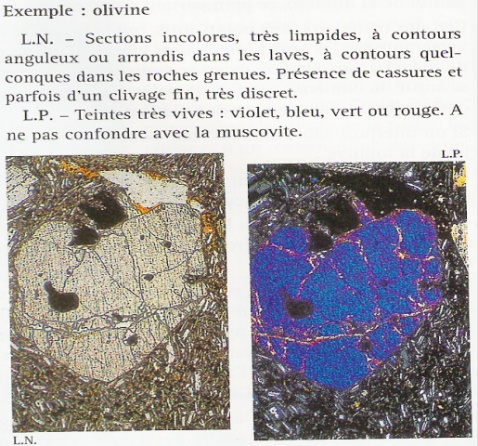 Exemple : olivine
L.N. – Sections incolores, très limpides, à contours
anguleux ou arrondis dans les laves, à contours quel-
conques dans les roches grenues. Présence de cassures et
parfois d'un clivage fin, très discret.
L.P. – Teintes très vives : violet, bleu, vert ou rouge. A
ne pas confondre avec la muscovite.
L.P.
L.N.